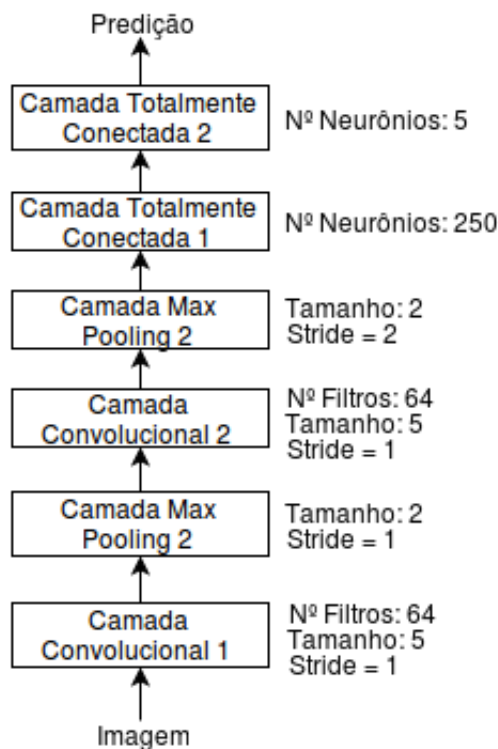 Predição
Camada Totalmente
Conectada 2
Nº Neurônios: 5
Camada Totalmente
Conectada 1
Nº Neurônios: 250
Camada Max
Pooling 2
Tamanho: 2
Stride = 2
Camada
Convolucional 2
Nº Filtros: 64
Tamanho: 5
Stride = 1
Camada Max
Pooling 2
Tamanho: 2
Stride = 1
Camada
Convolucional 1
Nº Filtros: 64
Tamanho: 5
Stride = 1
Imagem